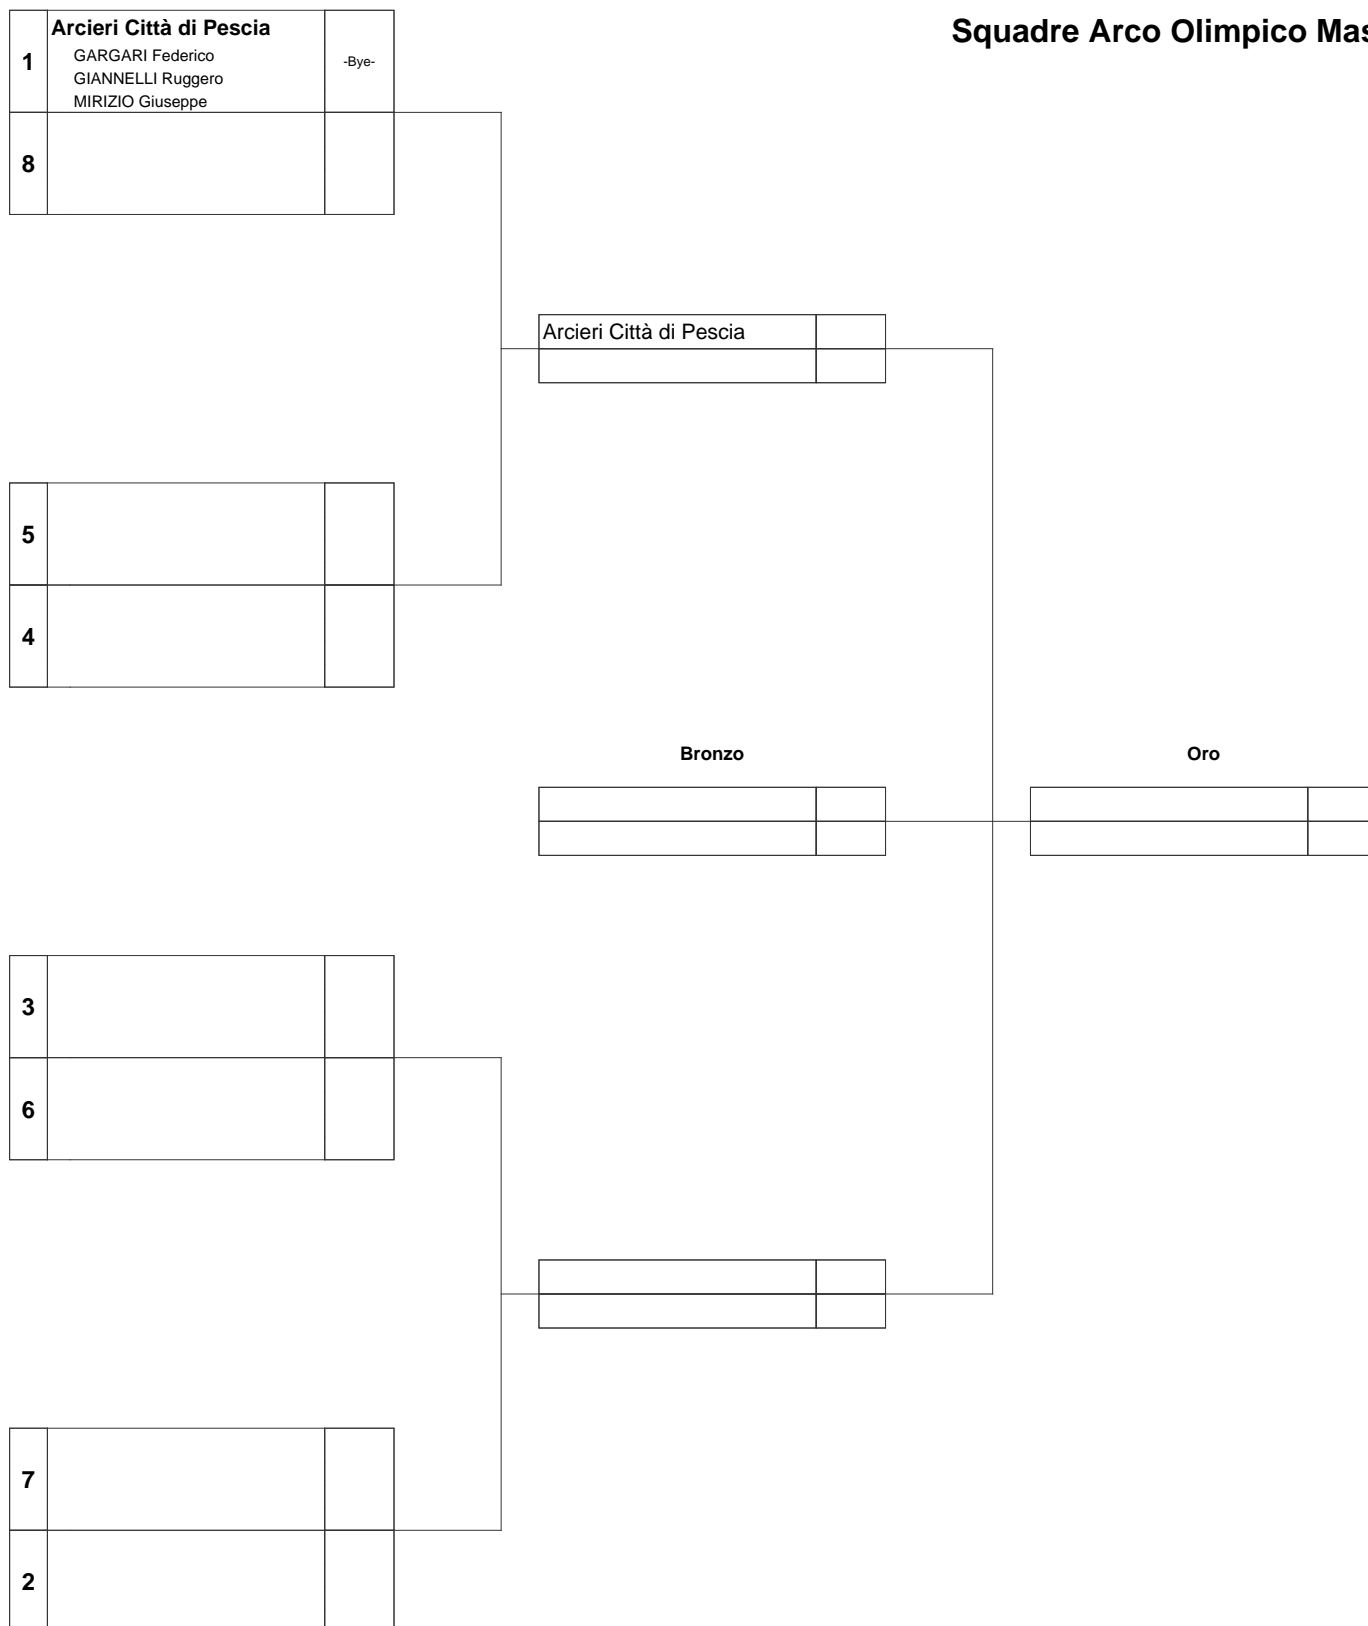 Squadre Arco Olimpico
1
Arcieri Città di Pescia
GARGARI Federico
GIANNELLI Ruggero
MIRIZIO Giuseppe
-Bye-
8
Arcieri Città di Pescia
5
4
Bronzo
Oro
3
6
7
2